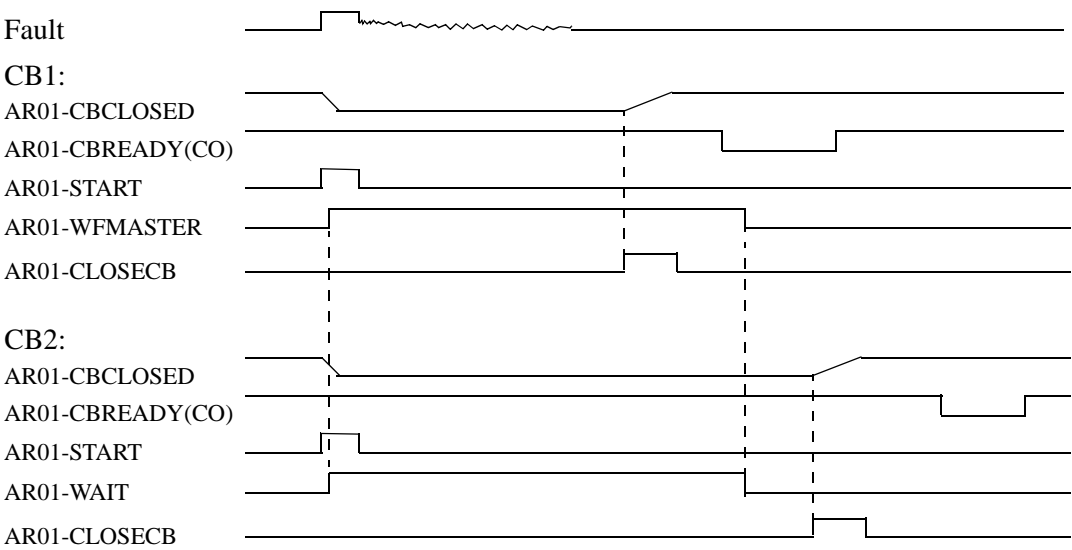 Fault
CB1:
AR01-CBCLOSED
AR01-CBREADY(CO)
AR01-START
AR01-WFMASTER
AR01-CLOSECB
CB2:
AR01-CBCLOSED
AR01-CBREADY(CO)
AR01-START
AR01-WAIT
AR01-CLOSECB